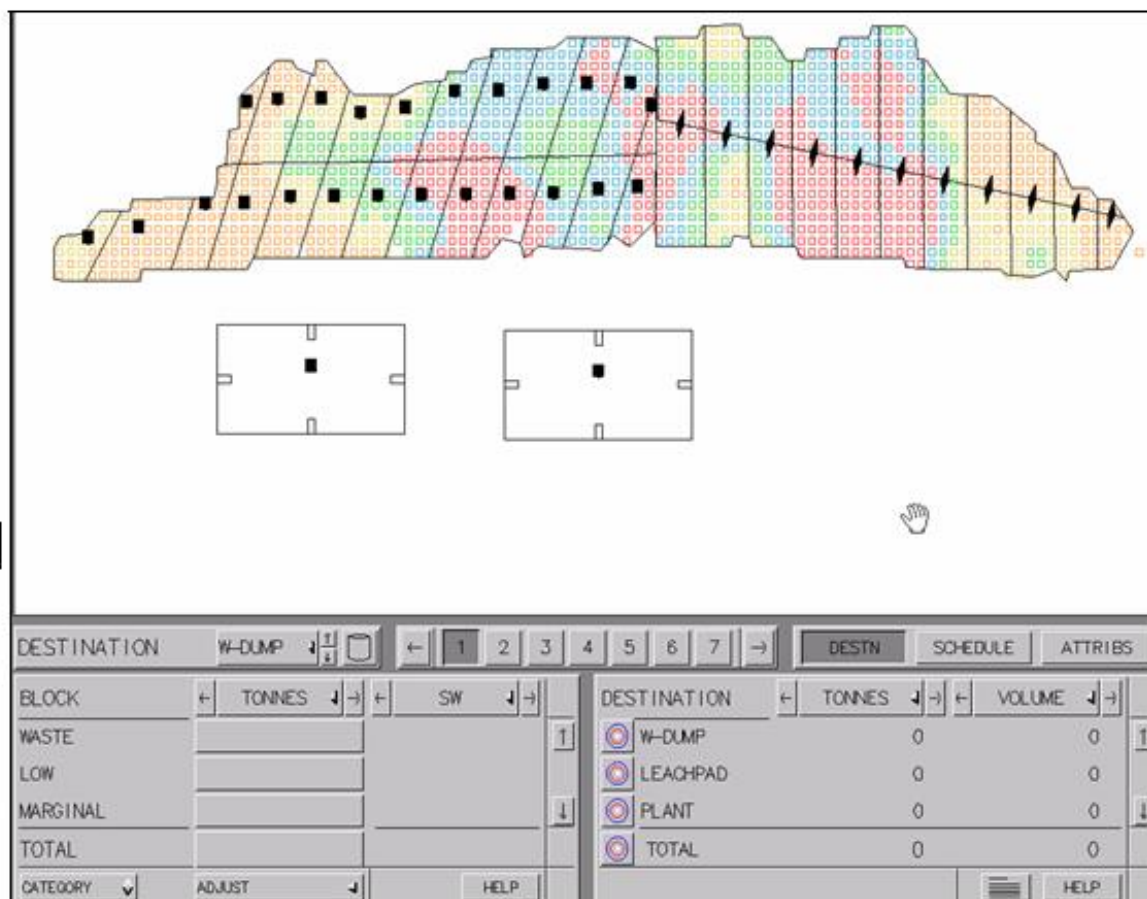 DESTINATION W-DUMP ← 1 2 3 4 5 6 7 → DESTN SCHEDULE ATTRIBS
BLOCK ← TONNES → ← SW → DESTINATION ← TONNES → ← VOLUME →
WASTE ↑ W-DUMP 0 0 ↑
LOW LEACHPAD 0 0
MARGINAL ↓ PLANT 0 0 ↓
TOTAL TOTAL 0 0
CATEGORY ADJUST HELP HELP